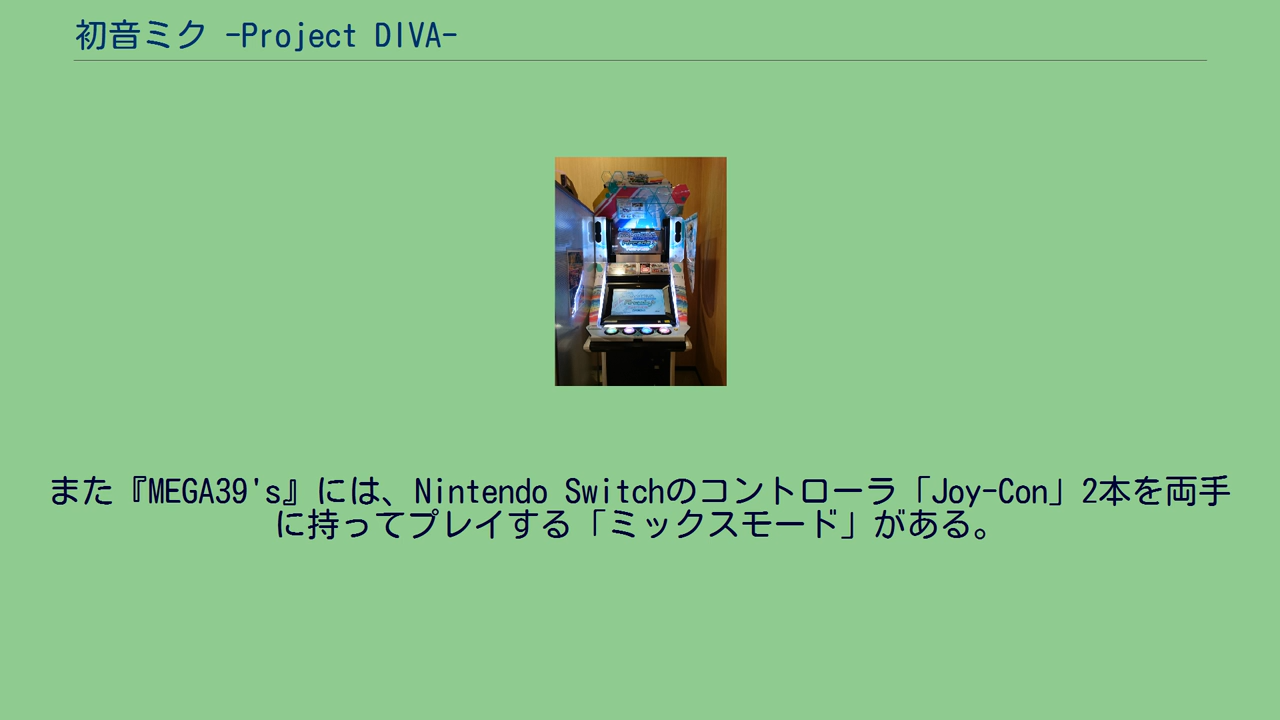 初音ミク -Project DIVA-
また『MEGA39's』には、Nintendo Switchのコントローラ「Joy-Con」2本を両手
に持ってプレイする「ミックスモード」がある。